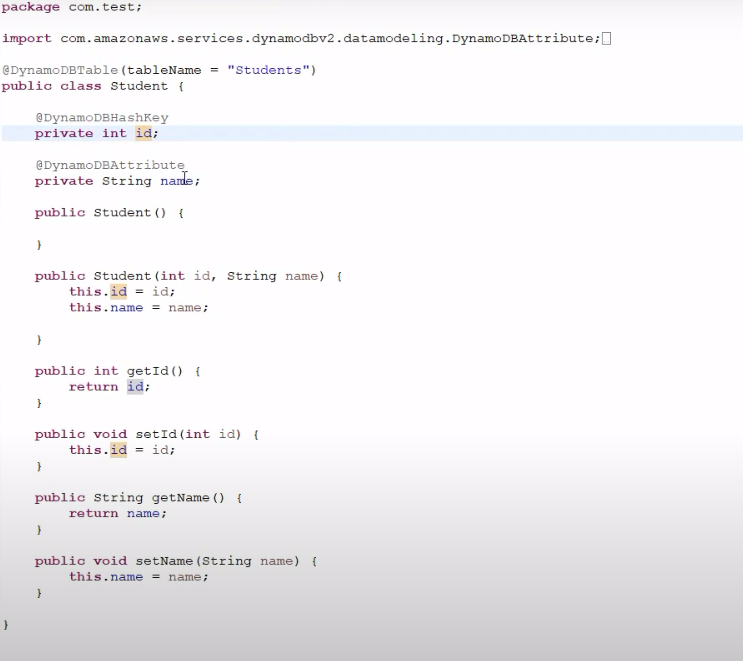 package com.test;
import com.amazonaws.services.dynamodbv2.datamodeling.DynamoDBAttribute;
@DynamoDBTable(tableName = "Students")
public class Student {
@DynamoDBHashKey
private int id;
@DynamoDBAttribute
private String name;
public Student() {
}
public Student(int id, String name) {
this.id = id;
this.name = name;
}
public int getId() {
return id;
}
public void setId(int id) {
this.id = id;
}
public String getName() {
return name;
}
public void setName(String name) {
this.name = name;
}
}